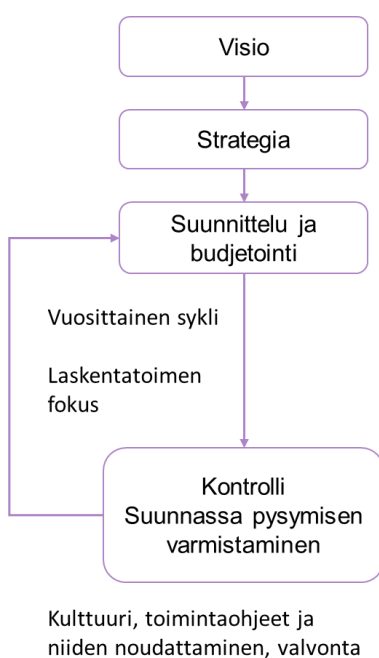 Visio
Strategia
Suunnittelu ja
budjetointi
Vuosittainen sykli
Laskentatoimen
fokus
Kontrolli
Suunnassa pysymisen
varmistaminen
Kulttuuri, toimintaohjeet ja
niiden noudattaminen, valvonta